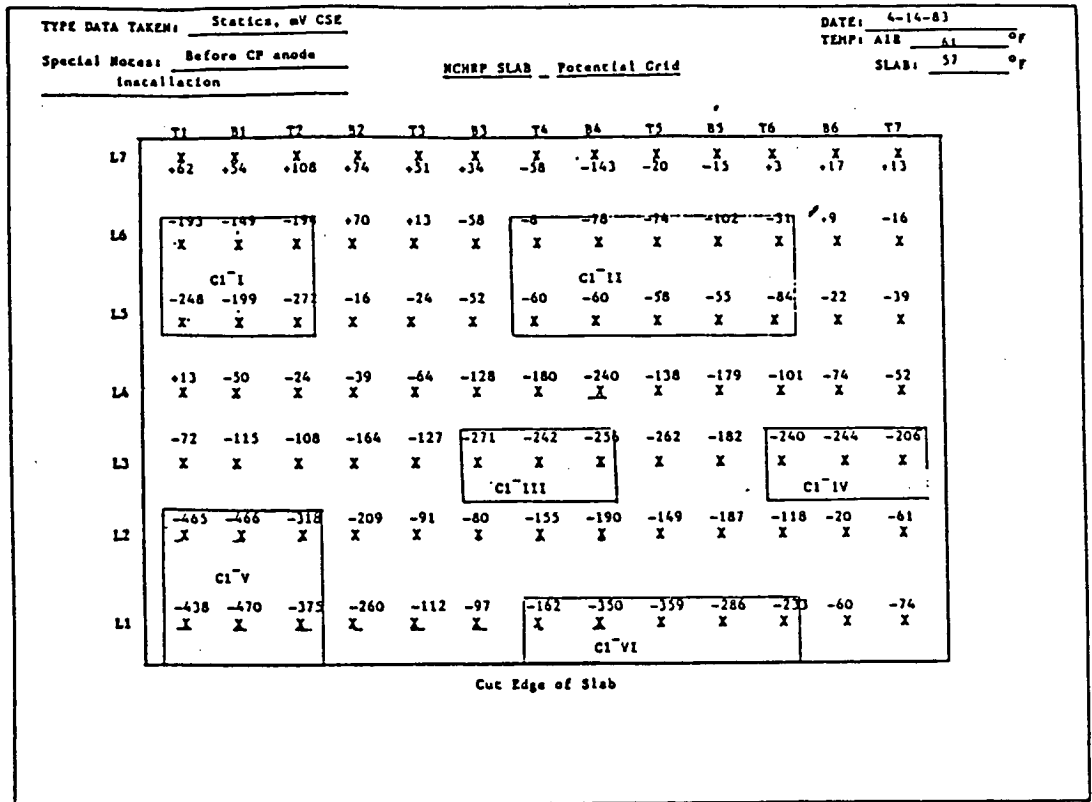 TYPE DATA TAKEN: Statics, mV CSE
DATE: 4-14-83
TEMP: AIR 61 °F
Special Notes: Before CP anode
installation
NCHRP SLAB _ Potential Grid
SLAB: 57 °F
T1 B1 T2 B2 T3 B3 T4 B4 T5 B5 T6 B6 T7
L7 X X X X X X X X X X X X X
+62 +54 +108 +74 +51 +34 -58 -143 -20 -15 +3 +17 +13
-193 -149 -194 +70 +13 -58 -8 -78 -74 -102 -31 +9 -16
L6 X X X X X X X X X X X X X
Cl⁻I Cl⁻II
-248 -199 -272 -16 -24 -52 -60 -60 -58 -55 -84 -22 -39
L5 X X X X X X X X X X X X X
+13 -50 -24 -39 -64 -128 -180 -240 -138 -179 -101 -74 -52
L4 X X X X X X X X X X X X X
-72 -115 -108 -164 -127 -271 -242 -256 -262 -182 -240 -244 -206
L3 X X X X X X X X X X X X X
Cl⁻III Cl⁻IV
-465 -466 -318 -209 -91 -80 -155 -190 -149 -187 -118 -20 -61
L2 X X X X X X X X X X X X X
Cl⁻V
-438 -470 -375 -260 -112 -97 -162 -350 -359 -286 -233 -60 -74
L1 X X X X X X X X X X X X X
Cl⁻VI
Cut Edge of Slab